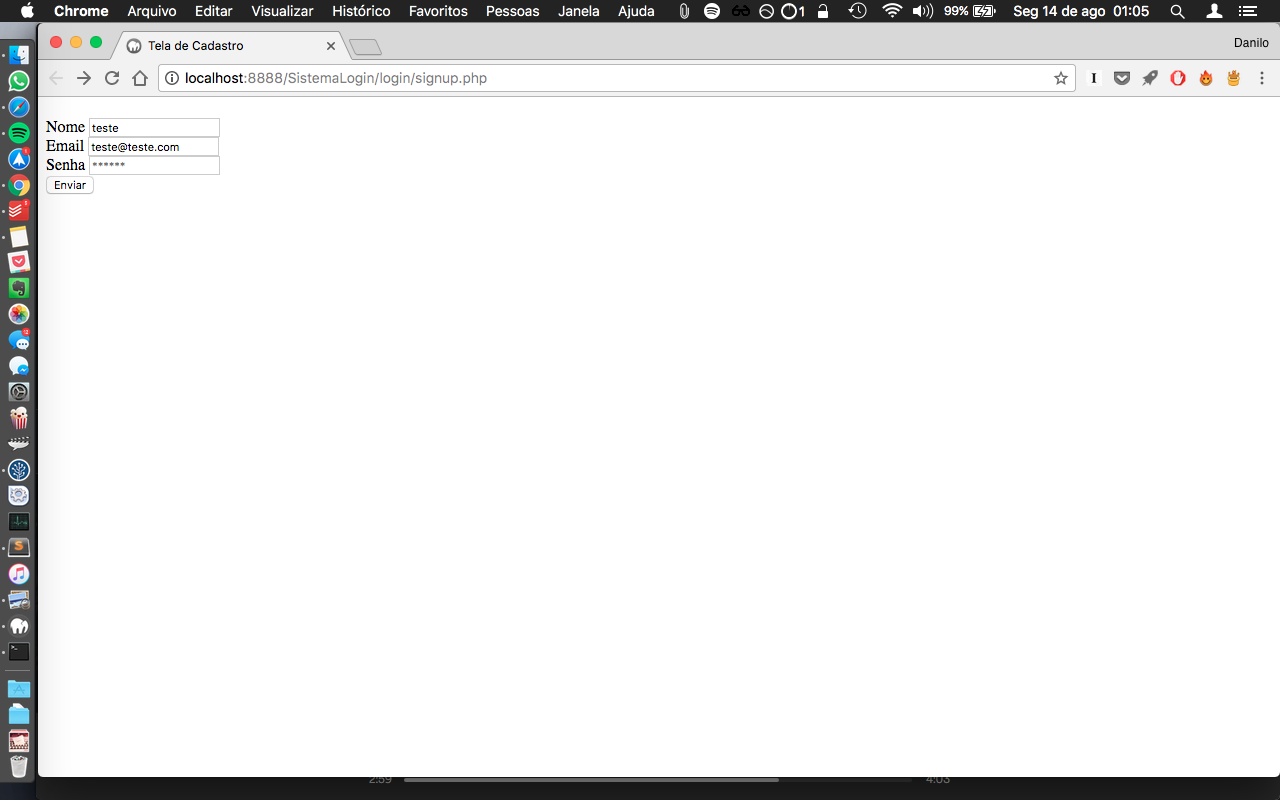 Chrome Arquivo Editar Visualizar Histórico Favoritos Pessoas Janela Ajuda 1 99% Seg 14 de ago 01:05
Tela de Cadastro
Danilo
localhost:8888/SistemaLogin/login/signup.php
Nome teste
Email teste@teste.com
Senha ******
Enviar
2:59 4:03